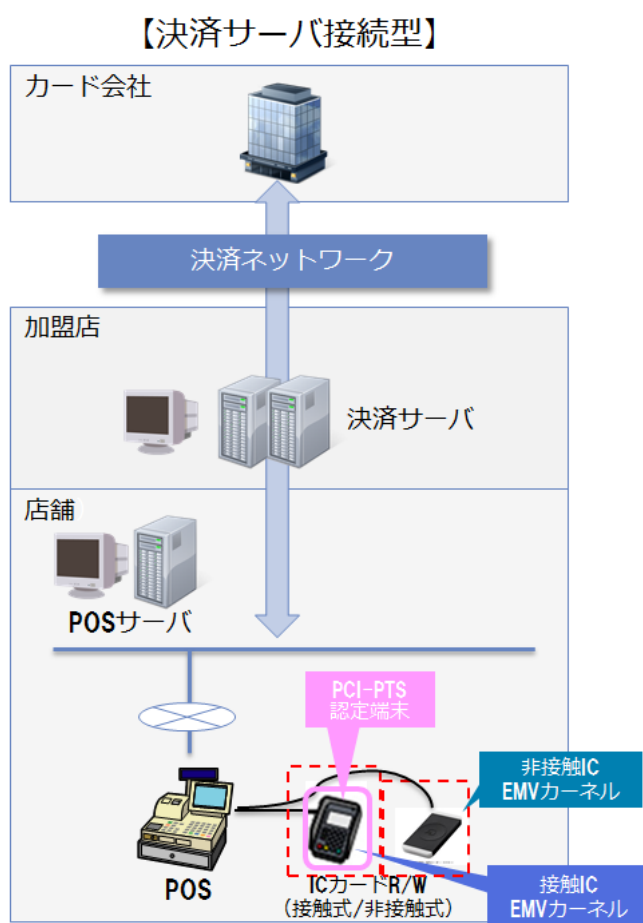 【決済サーバ接続型】
カード会社
決済ネットワーク
加盟店
決済サーバ
店舗
POSサーバ
PCI-PTS
認定端末
非接触IC
EMVカーネル
POS
ICカードR/W
(接触式/非接触式)
接触IC
EMVカーネル